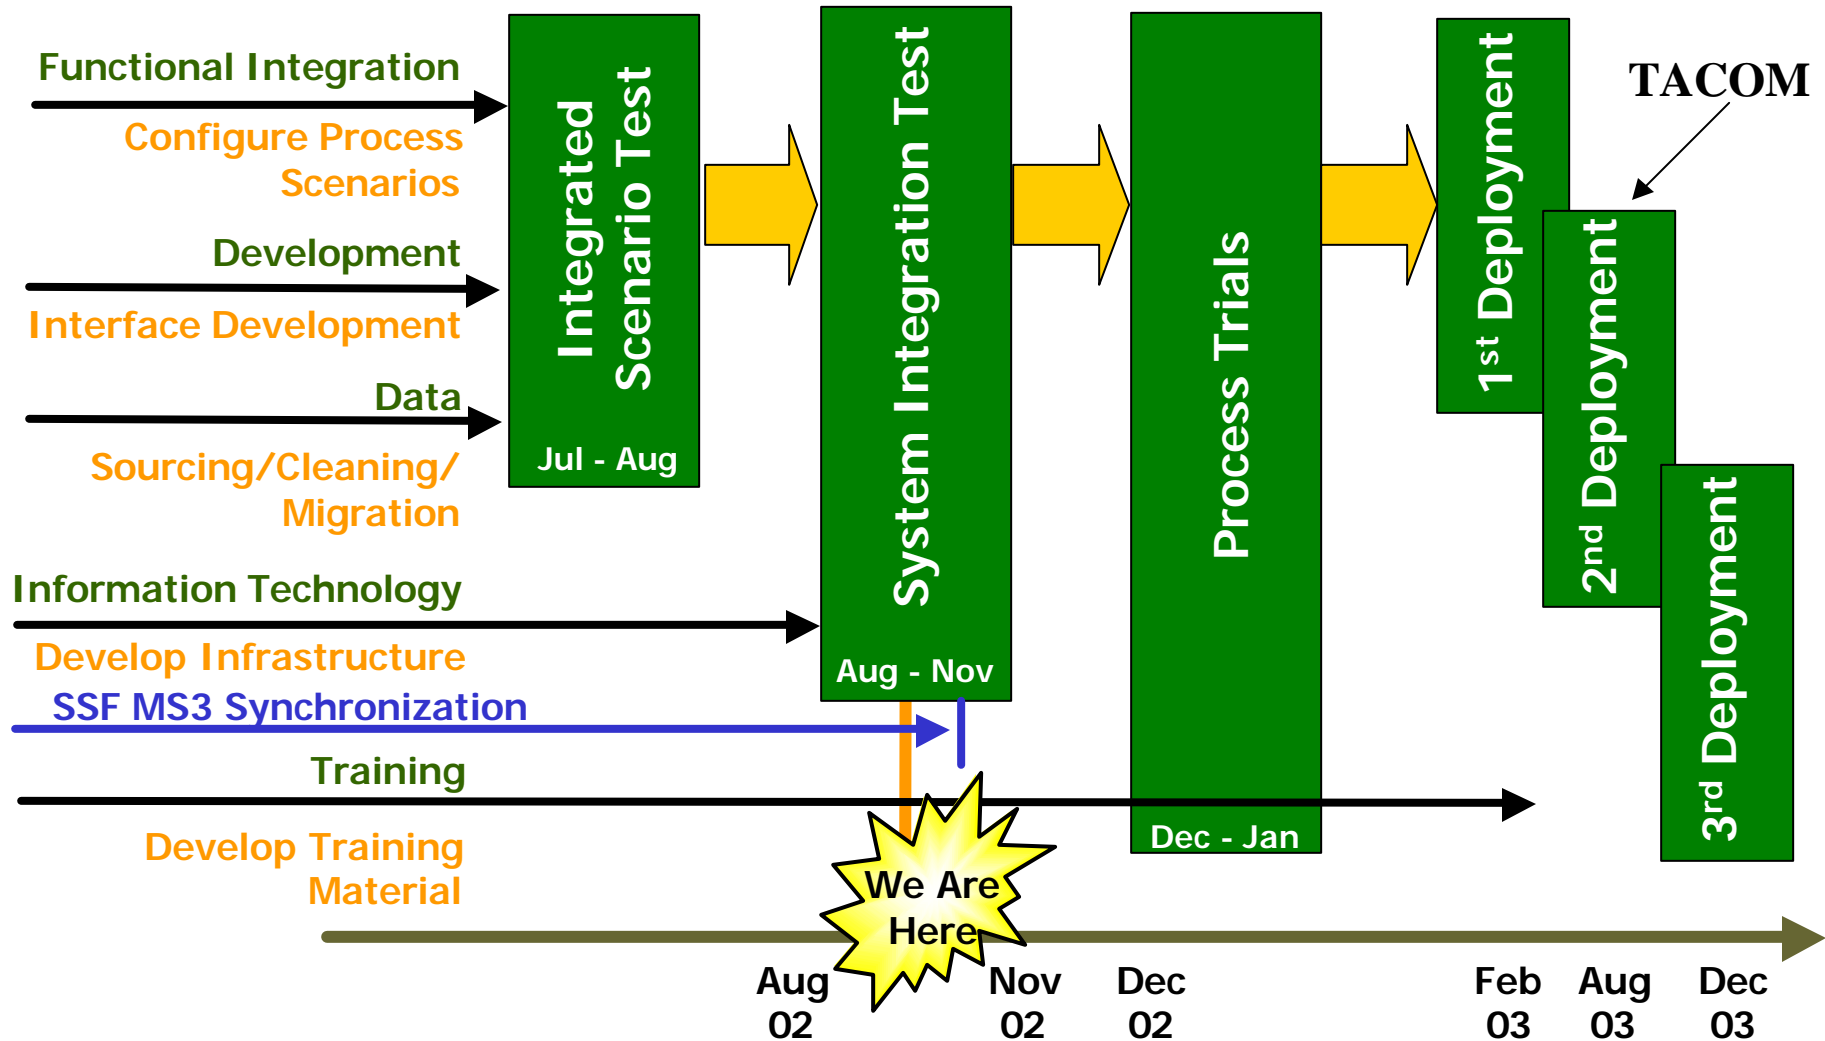 Functional Integration
Configure Process
Scenarios
Development
Interface Development
Data
Sourcing/Cleaning/
Migration
Information Technology
Develop Infrastructure
SSF MS3 Synchronization
Training
Develop Training
Material
Integrated
Scenario Test
Jul - Aug
System Integration Test
Aug - Nov
Process Trials
Dec - Jan
1st Deployment
TACOM
2nd Deployment
3rd Deployment
We Are
Here
Aug
02
Nov
02
Dec
02
Feb
03
Aug
03
Dec
03